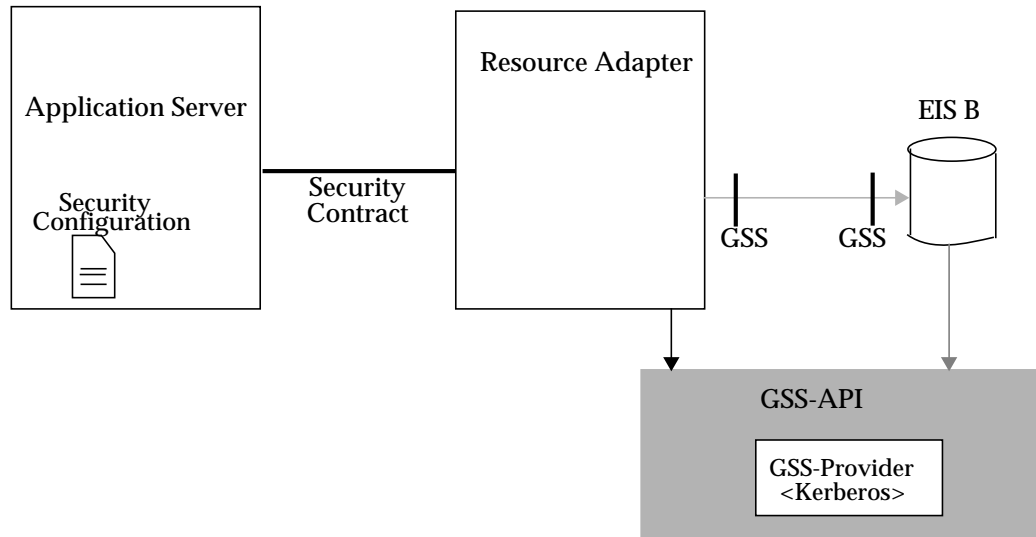 Resource Adapter
Application Server
EIS B
Security
Contract
Security
Configuration
GSS
GSS
GSS-API
GSS-Provider
<Kerberos>